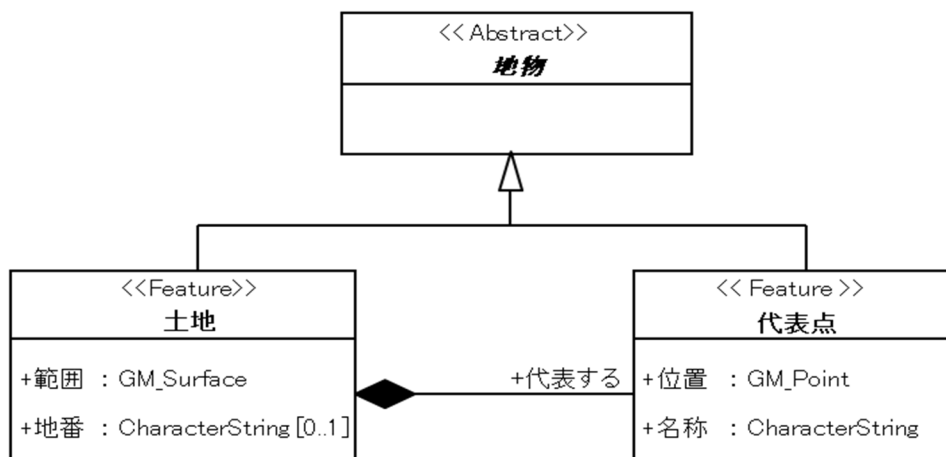 <<Abstract>>
地物
<<Feature>>
土地
+範囲 : GM_Surface
+地番 : CharacterString [0..1]
+代表する
<< Feature >>
代表点
+位置 : GM_Point
+名称 : CharacterString